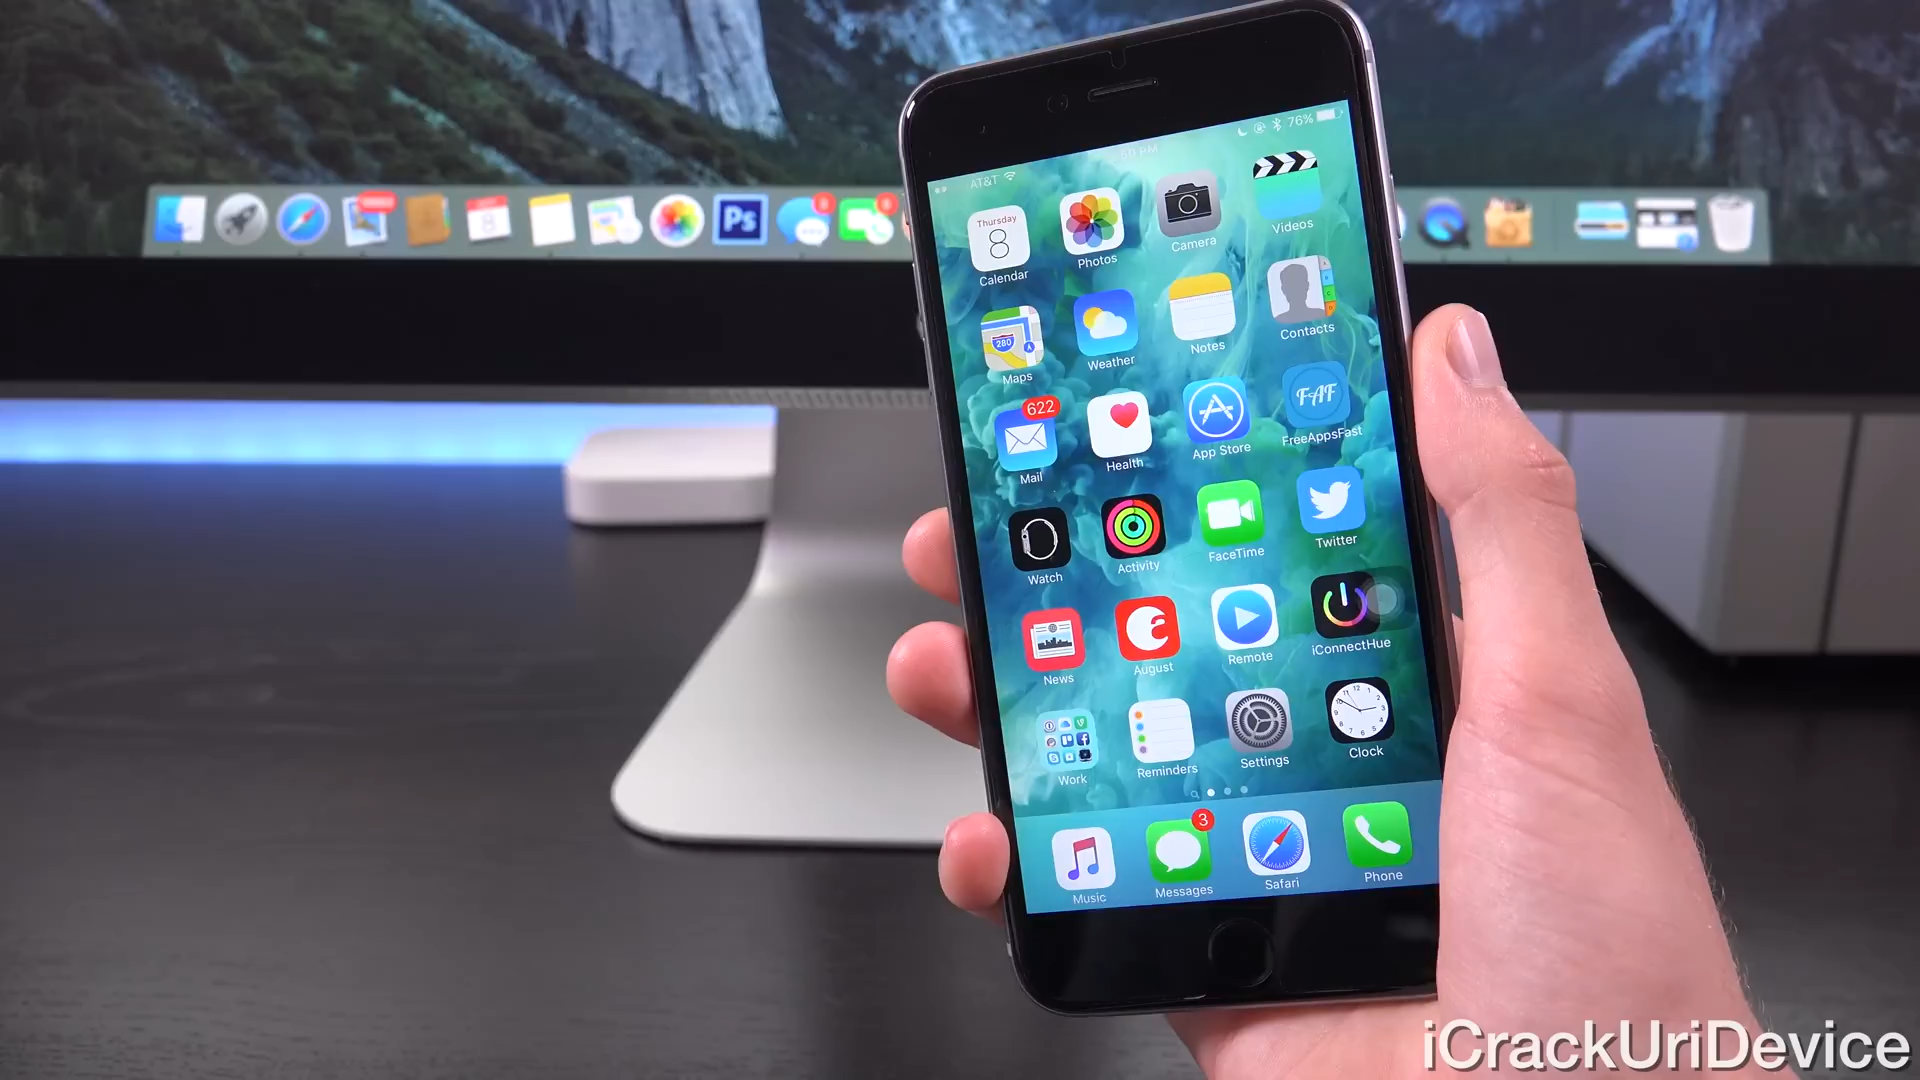 AT&T
76%
Thursday
8
Calendar
Photos
Camera
Videos
280
Maps
Weather
Notes
Contacts
622
Mail
Health
App Store
FAF
FreeAppsFast
Watch
Activity
FaceTime
Twitter
News
August
Remote
iConnectHue
Work
Reminders
Settings
Clock
3
Music
Messages
Safari
Phone
8
Ps
iCrackUriDevice